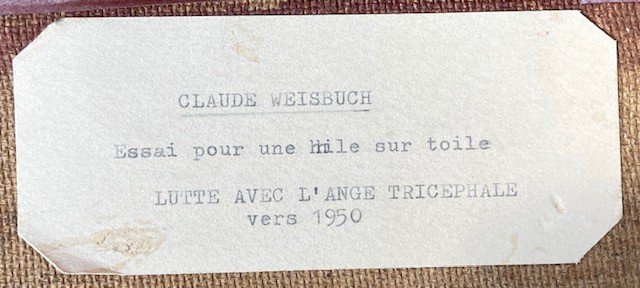 CLAUDE WEISBUCH
Essai pour une huile sur toile
LUTTE AVEC L'ANGE TRICEPHALE
vers 1950